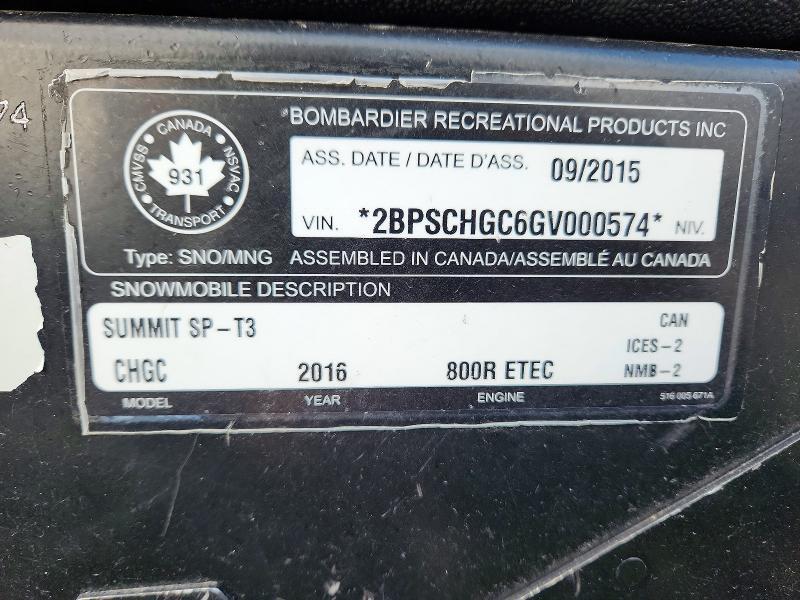 74
BOMBARDIER RECREATIONAL PRODUCTS INC
CANADA
CMVSS
NSVAC
931
TRANSPORT
ASS. DATE / DATE D'ASS. 09/2015
VIN. *2BPSCHGC6GV000574* NIV.
Type: SNO/MNG ASSEMBLED IN CANADA/ASSEMBLÉ AU CANADA
SNOWMOBILE DESCRIPTION
SUMMIT SP-T3 CAN
ICES-2
CHGC 2016 800R ETEC NMB-2
MODEL YEAR ENGINE 516 005 671A